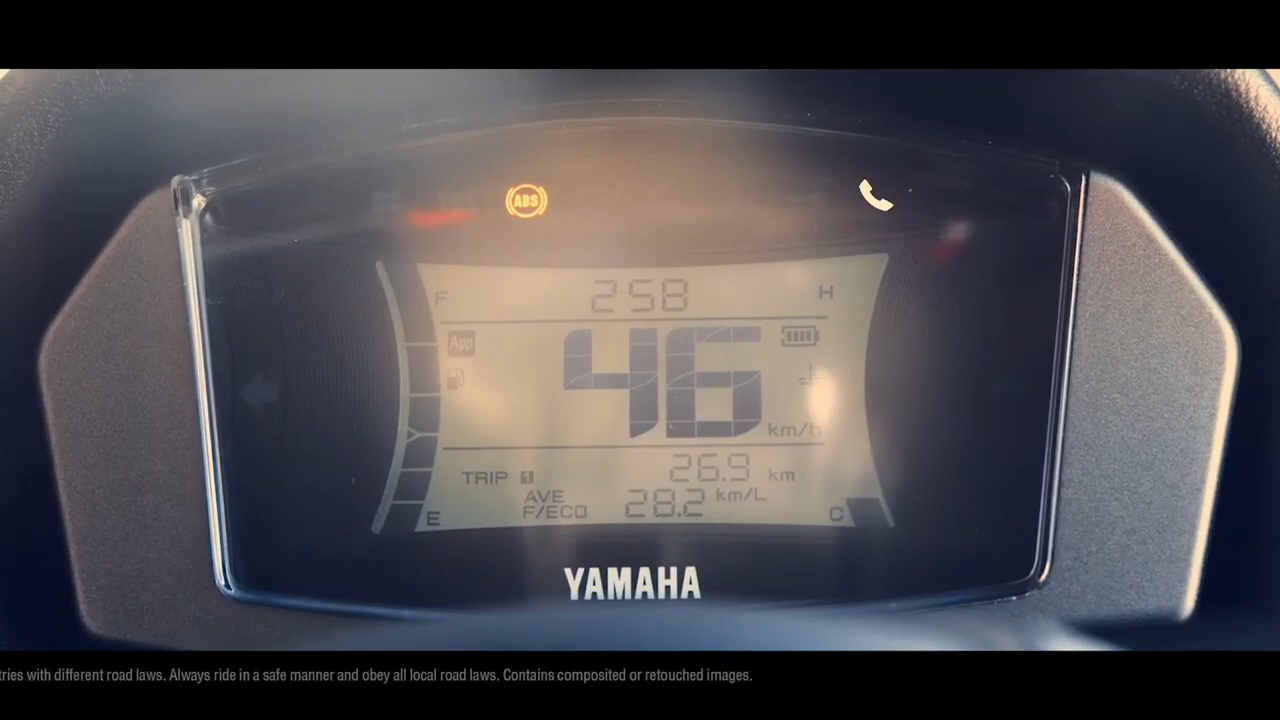 ABS
F 258 H
App
46
km/h
TRIP 1 26.9 km
AVE
F/ECO 28.2 km/L
E C
YAMAHA
with different road laws. Always ride in a safe manner and obey all local road laws. Contains composited or retouched images.